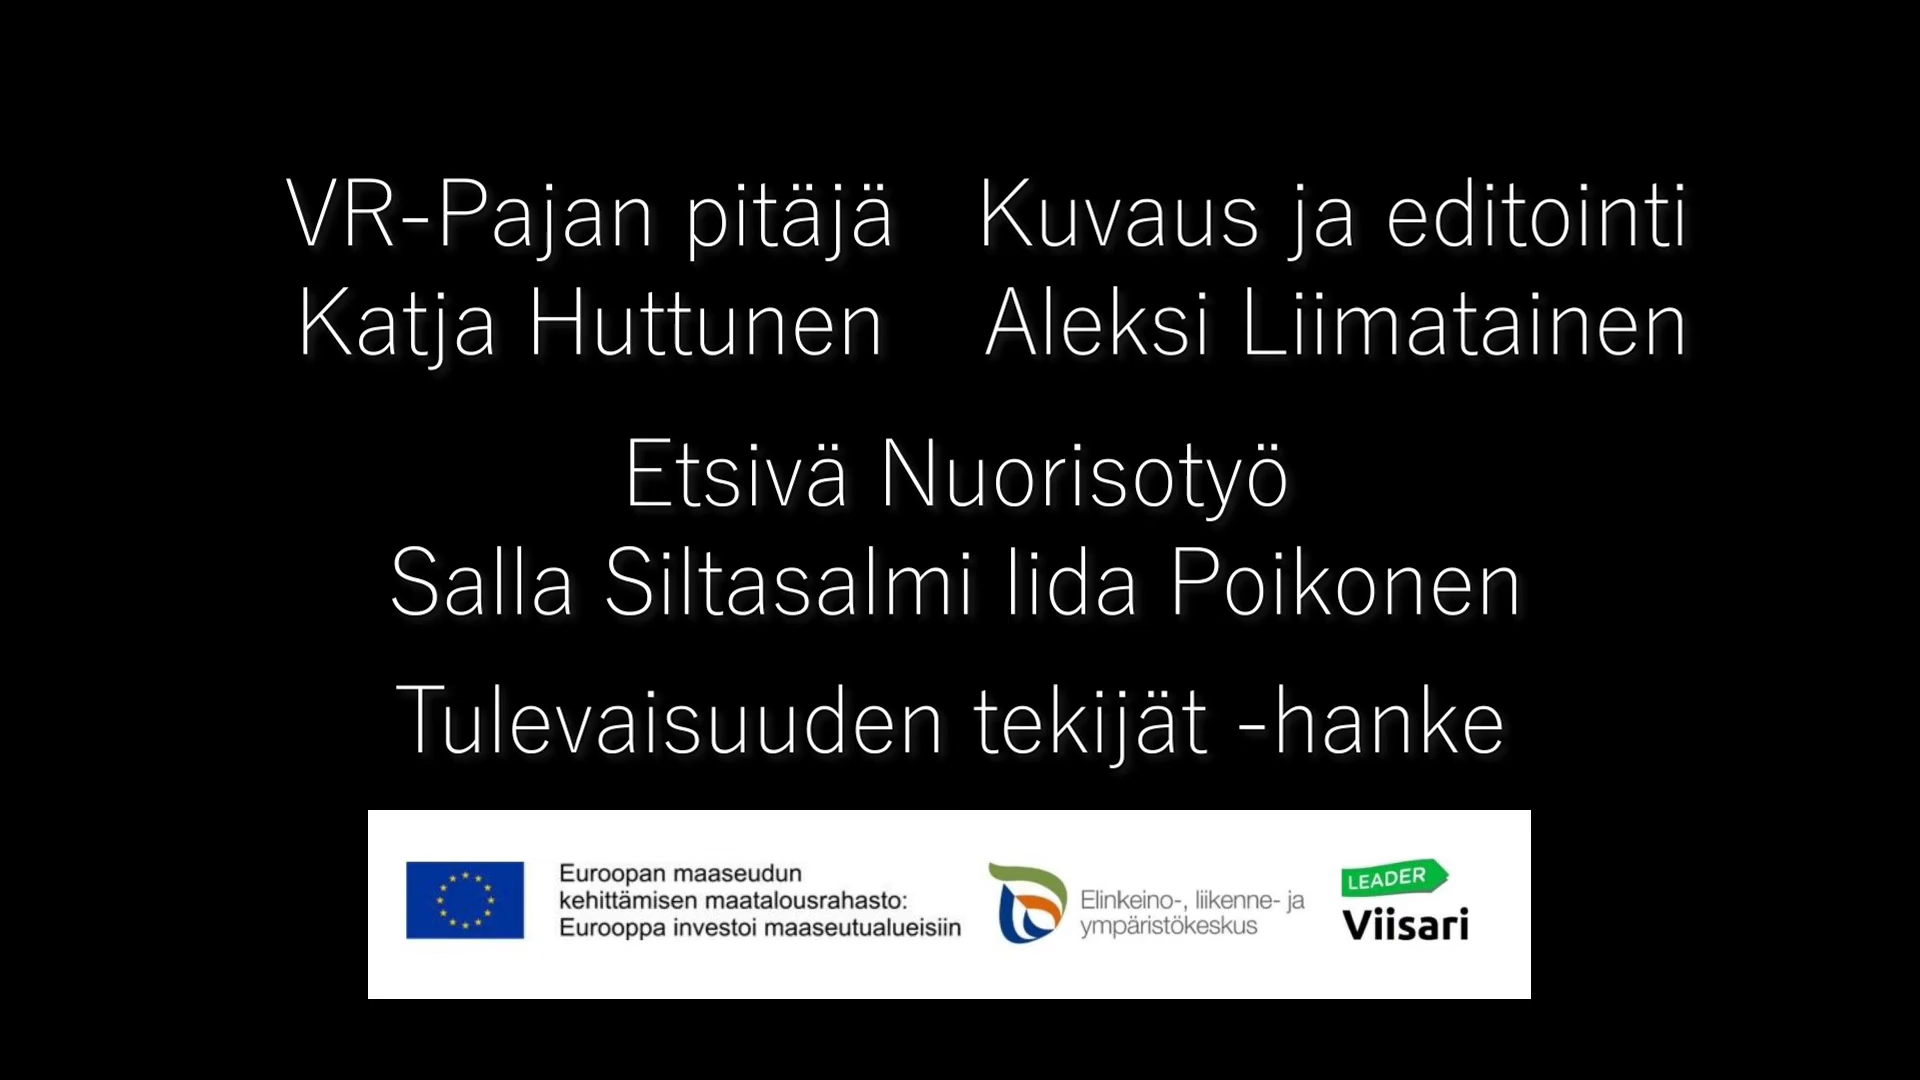 VR-Pajan pitäjä
Katja Huttunen
Kuvaus ja editointi
Aleksi Liimatainen
Etsivä Nuorisotyö
Salla Siltasalmi Iida Poikonen
Tulevaisuuden tekijät -hanke
Euroopan maaseudun
kehittämisen maatalousrahasto:
Eurooppa investoi maaseutualueisiin
Elinkeino-, liikenne- ja
ympäristökeskus
LEADER
Viisari